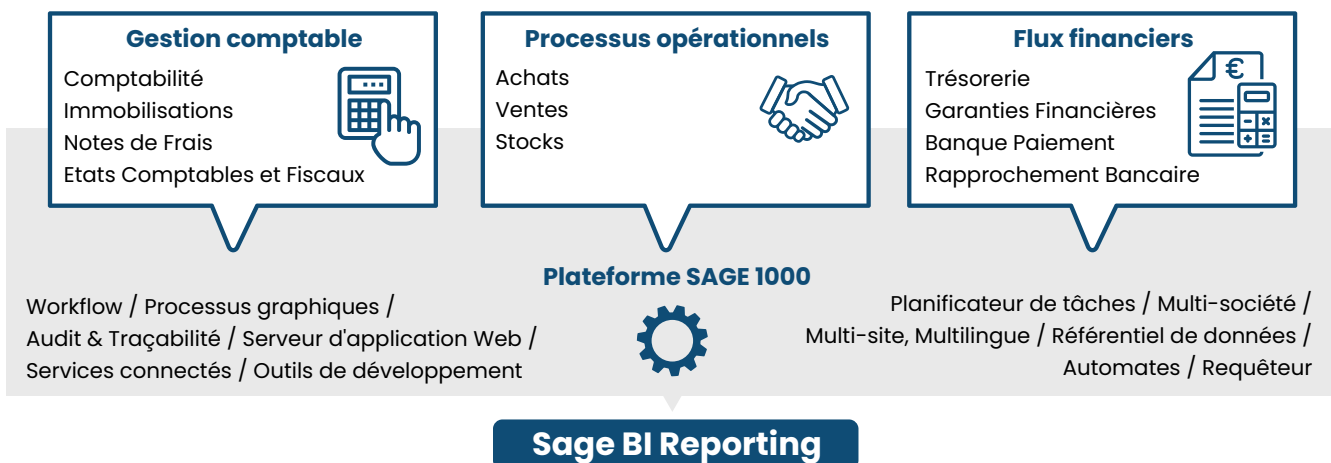 Gestion comptable
Comptabilité
Immobilisations
Notes de Frais
Etats Comptables et Fiscaux
Processus opérationnels
Achats
Ventes
Stocks
Flux financiers
Trésorerie
Garanties Financières
Banque Paiement
Rapprochement Bancaire
€
Plateforme SAGE 1000
Workflow / Processus graphiques /
Audit & Traçabilité / Serveur d'application Web /
Services connectés / Outils de développement
Planificateur de tâches / Multi-société /
Multi-site, Multilingue / Référentiel de données /
Automates / Requêteur
Sage BI Reporting